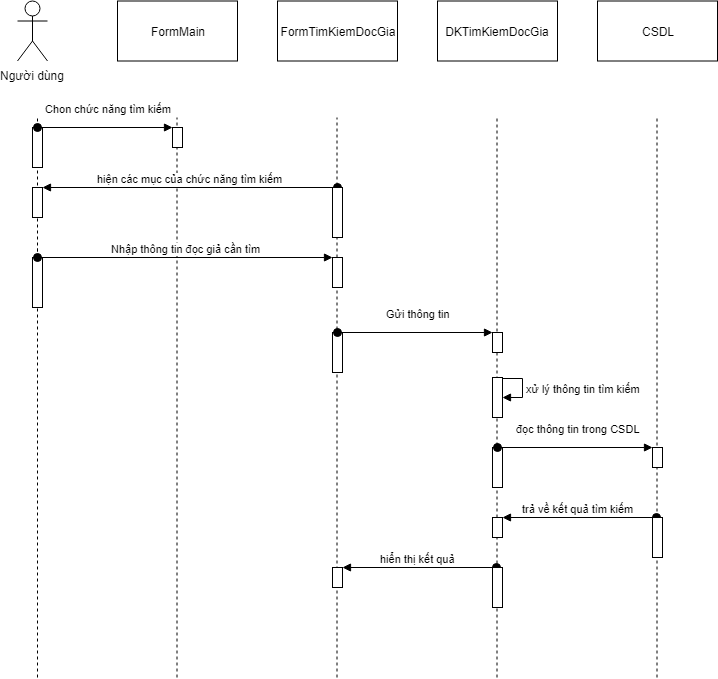 FormMain
FormTimKiemDocGia
DKTimKiemDocGia
CSDL
Người dùng
Chon chức năng tìm kiếm
hiện các mục của chức năng tìm kiếm
Nhập thông tin đọc giả cần tìm
Gửi thông tin
xử lý thông tin tìm kiếm
đọc thông tin trong CSDL
trả về kết quả tìm kiếm
hiển thị kết quả